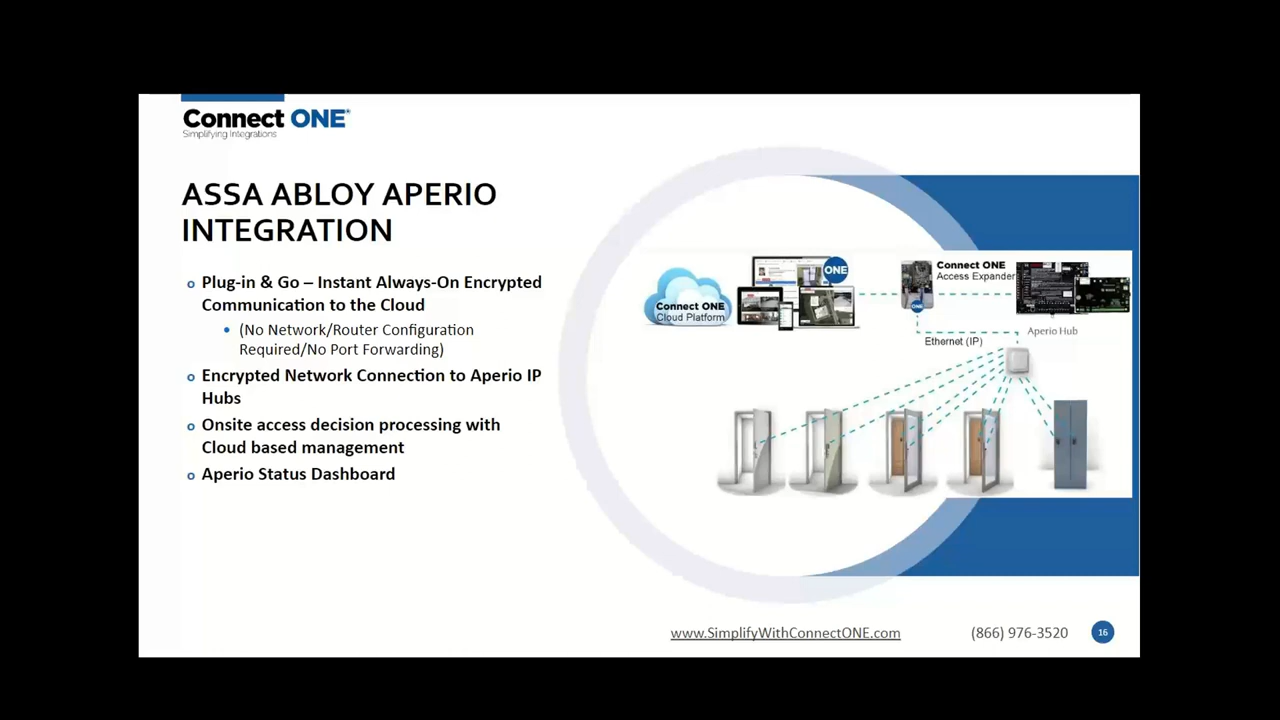 Connect ONE®
Simplifying Integrations
ASSA ABLOY APERIO
INTEGRATION
Plug-in & Go – Instant Always-On Encrypted
Communication to the Cloud
(No Network/Router Configuration
Required/No Port Forwarding)
Encrypted Network Connection to Aperio IP
Hubs
Onsite access decision processing with
Cloud based management
Aperio Status Dashboard
Connect ONE
Cloud Platform
ONE
Connect ONE
Access Expander
ONE
Aperio Hub
Ethernet (IP)
www.SimplifyWithConnectONE.com
(866) 976-3520
16